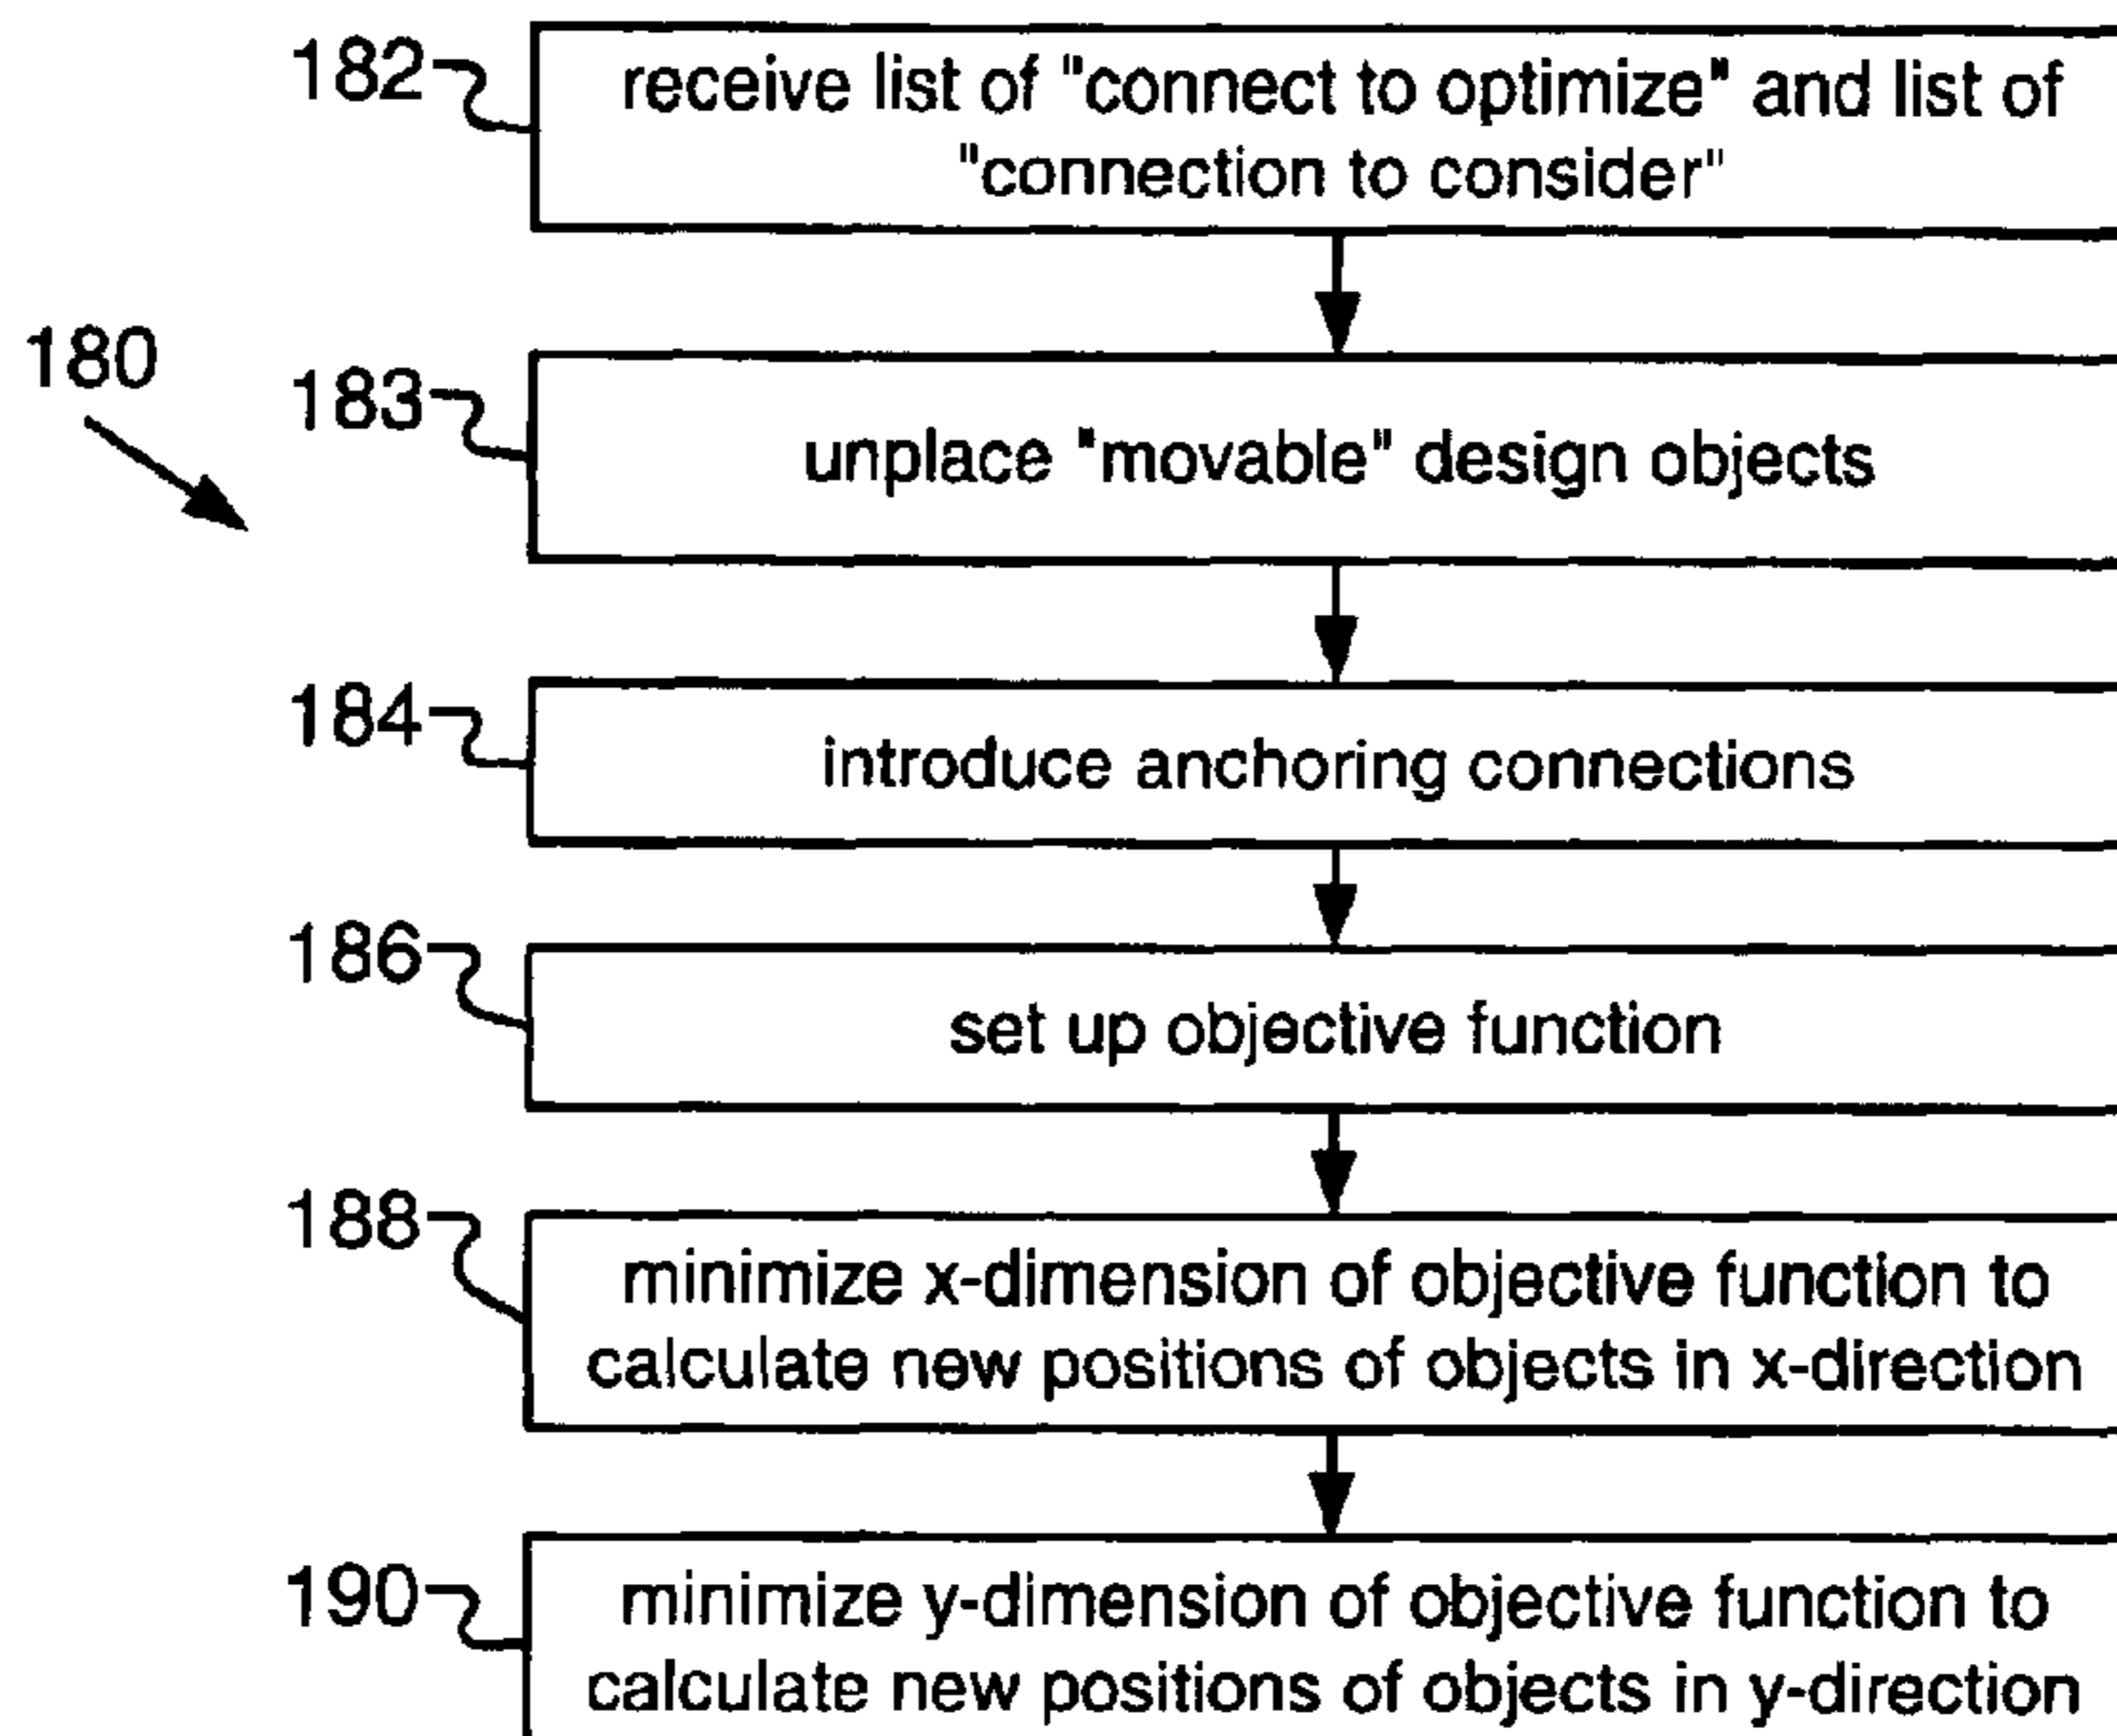 182
receive list of "connect to optimize" and list of
"connection to consider"
180
183
unplace "movable" design objects
184
introduce anchoring connections
186
set up objective function
188
minimize x-dimension of objective function to
calculate new positions of objects in x-direction
190
minimize y-dimension of objective function to
calculate new positions of objects in y-direction